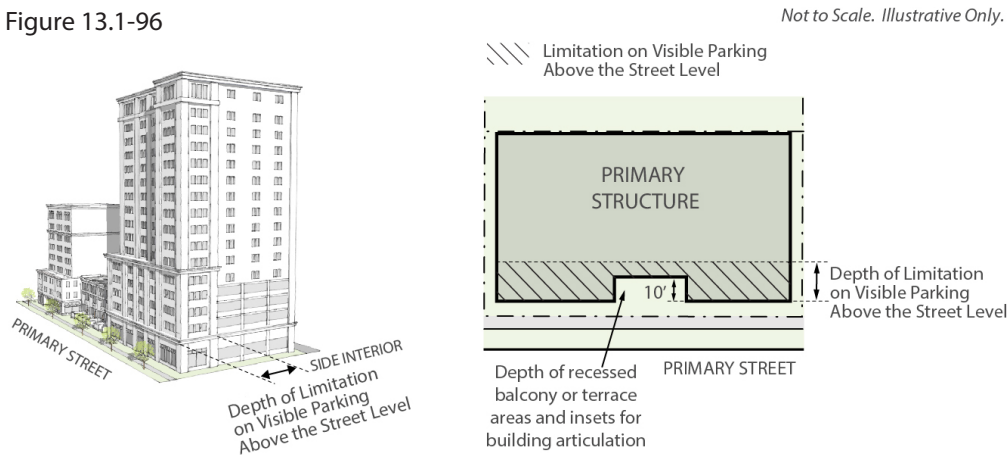 Figure 13.1-96
Not to Scale. Illustrative Only.
Limitation on Visible Parking
Above the Street Level
PRIMARY STREET
SIDE INTERIOR
Depth of Limitation
on Visible Parking
Above the Street Level
PRIMARY
STRUCTURE
10'
Depth of Limitation
on Visible Parking
Above the Street Level
Depth of recessed
balcony or terrace
areas and insets for
building articulation
PRIMARY STREET